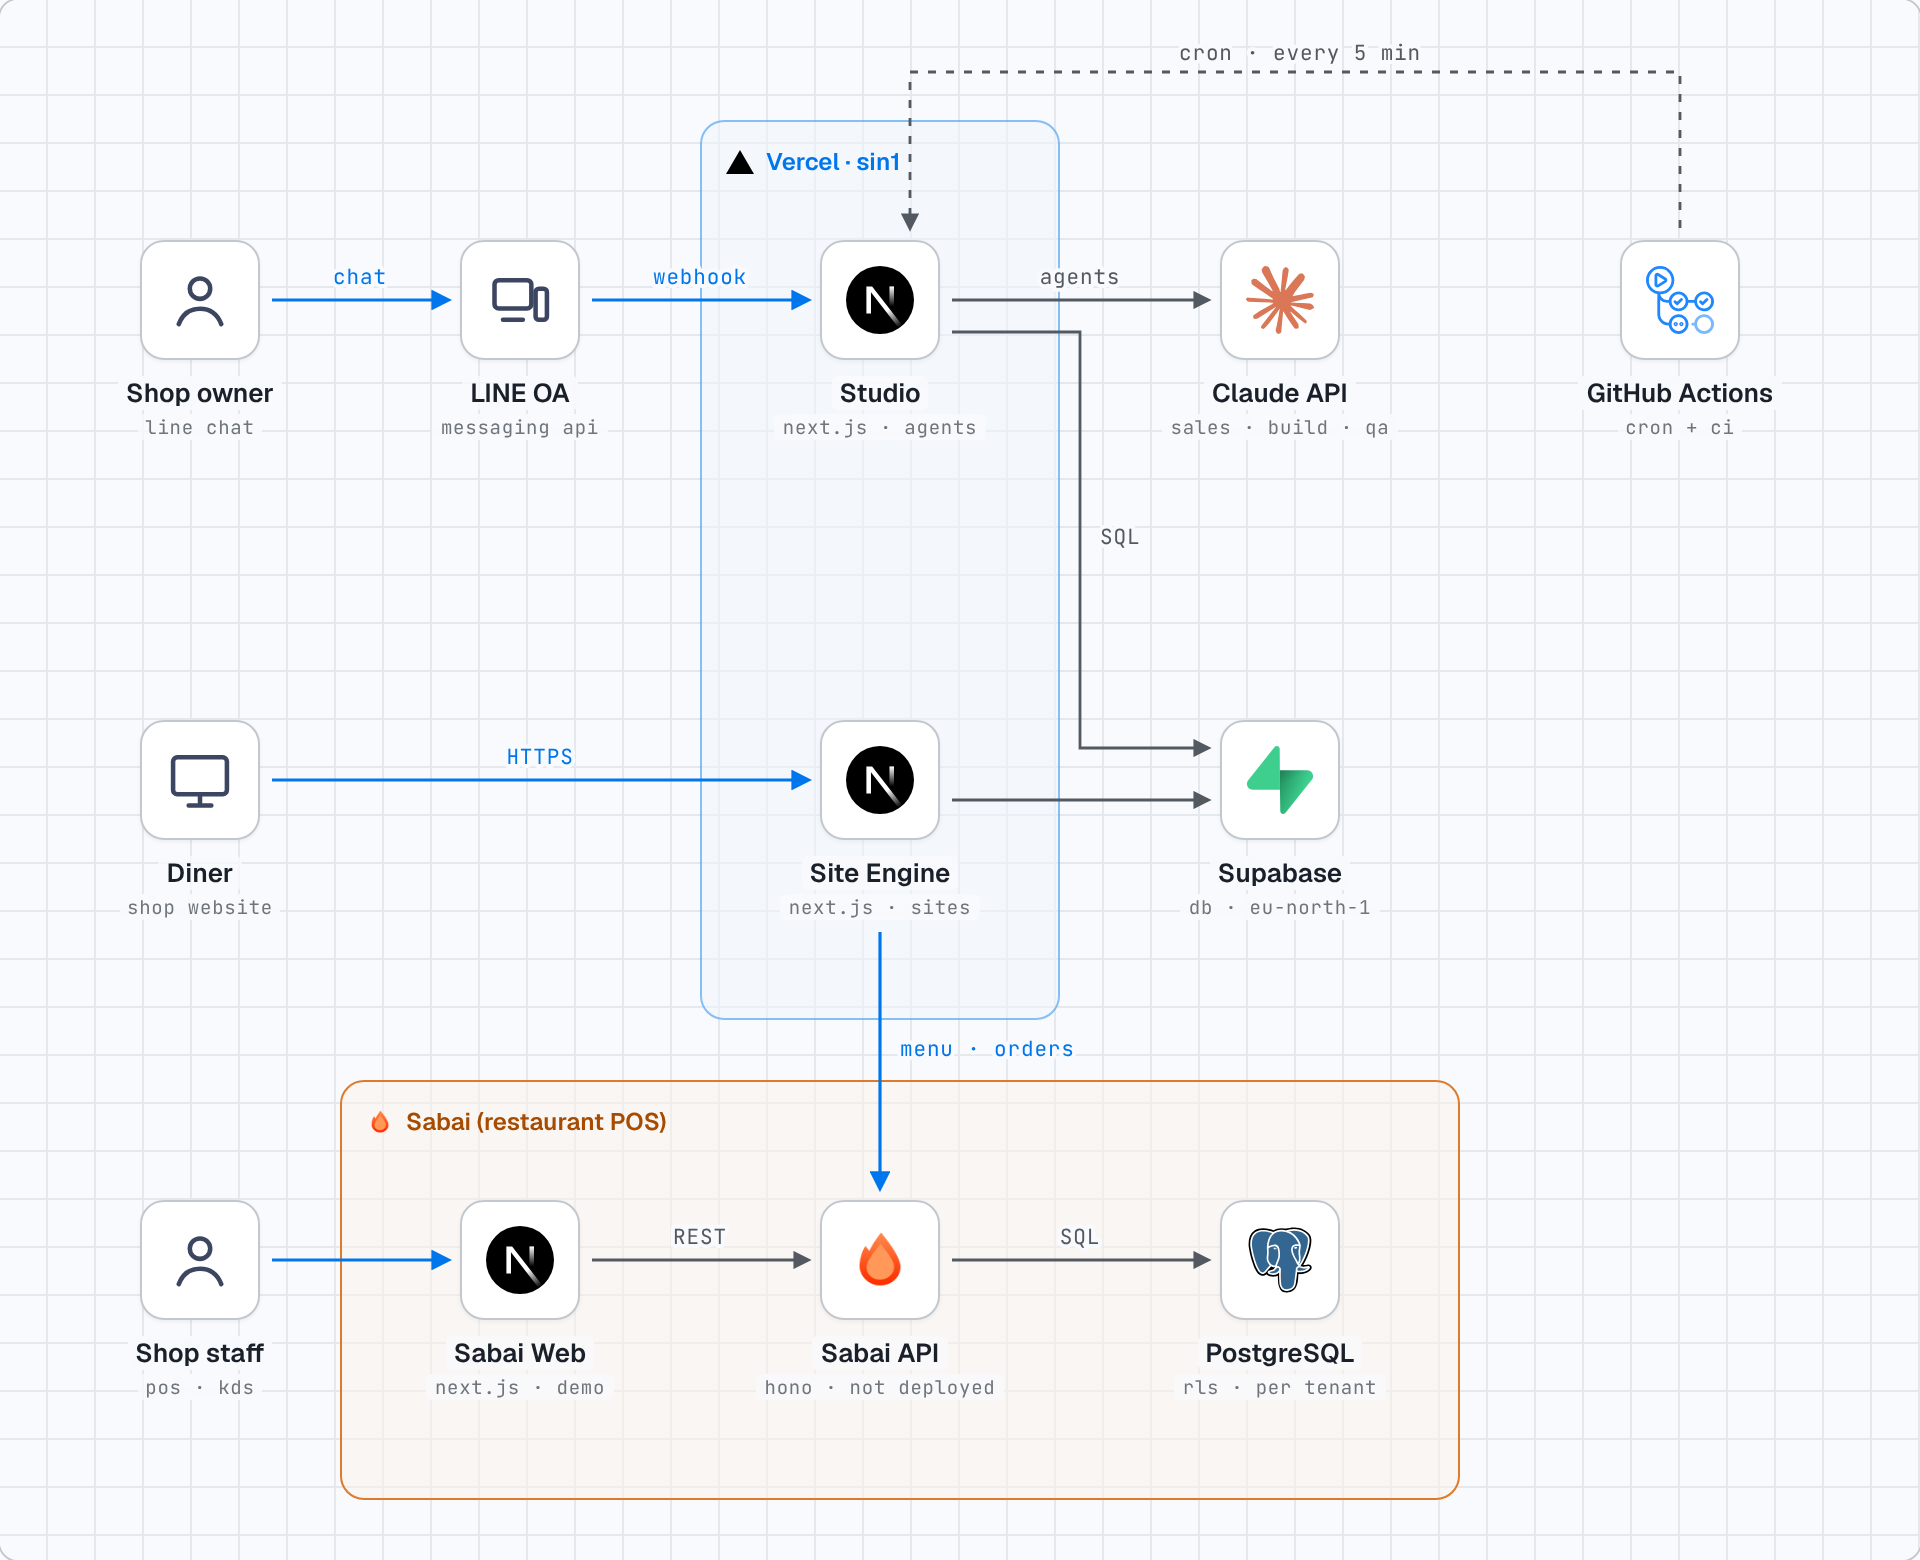 cron · every 5 min
Vercel · sin1
chat
webhook
agents
Shop owner
line chat
LINE OA
messaging api
Studio
next.js · agents
Claude API
sales · build · qa
GitHub Actions
cron + ci
SQL
HTTPS
Diner
shop website
Site Engine
next.js · sites
Supabase
db · eu-north-1
menu · orders
Sabai (restaurant POS)
REST
SQL
Shop staff
pos · kds
Sabai Web
next.js · demo
Sabai API
hono · not deployed
PostgreSQL
rls · per tenant